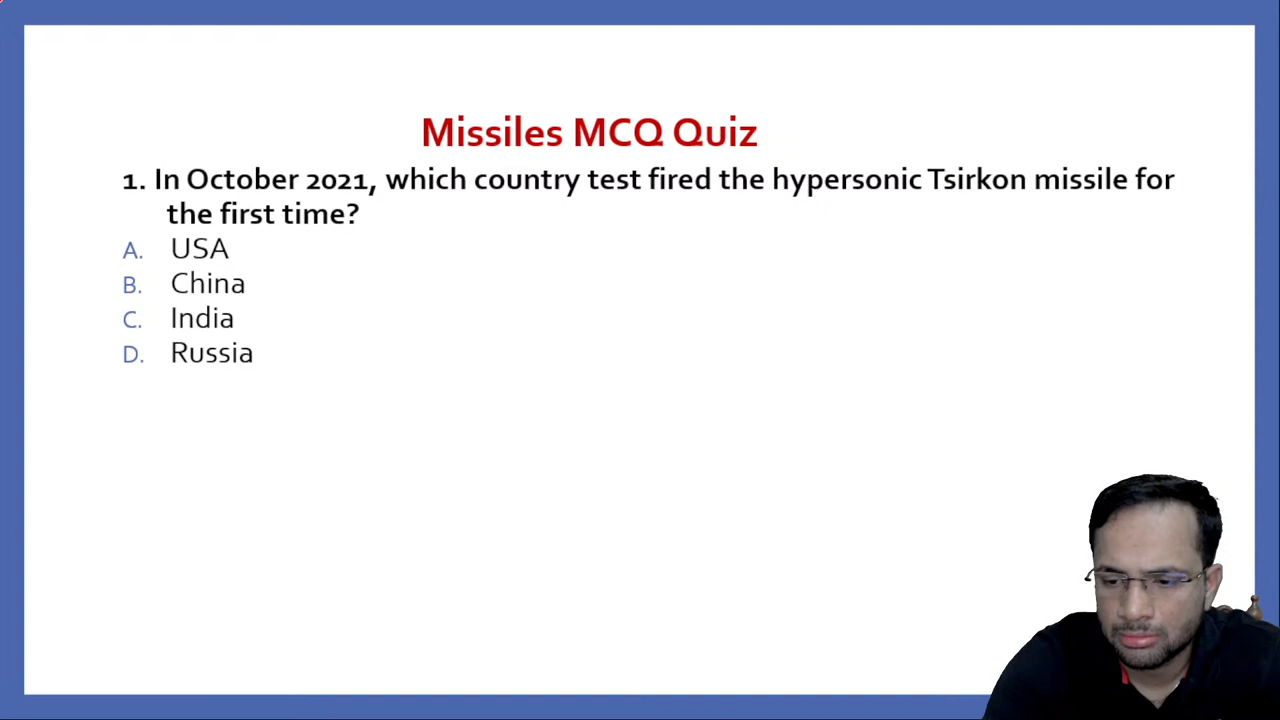 Missiles MCQ Quiz
1. In October 2021, which country test fired the hypersonic Tsirkon missile for
the first time?
A. USA
B. China
C. India
D. Russia